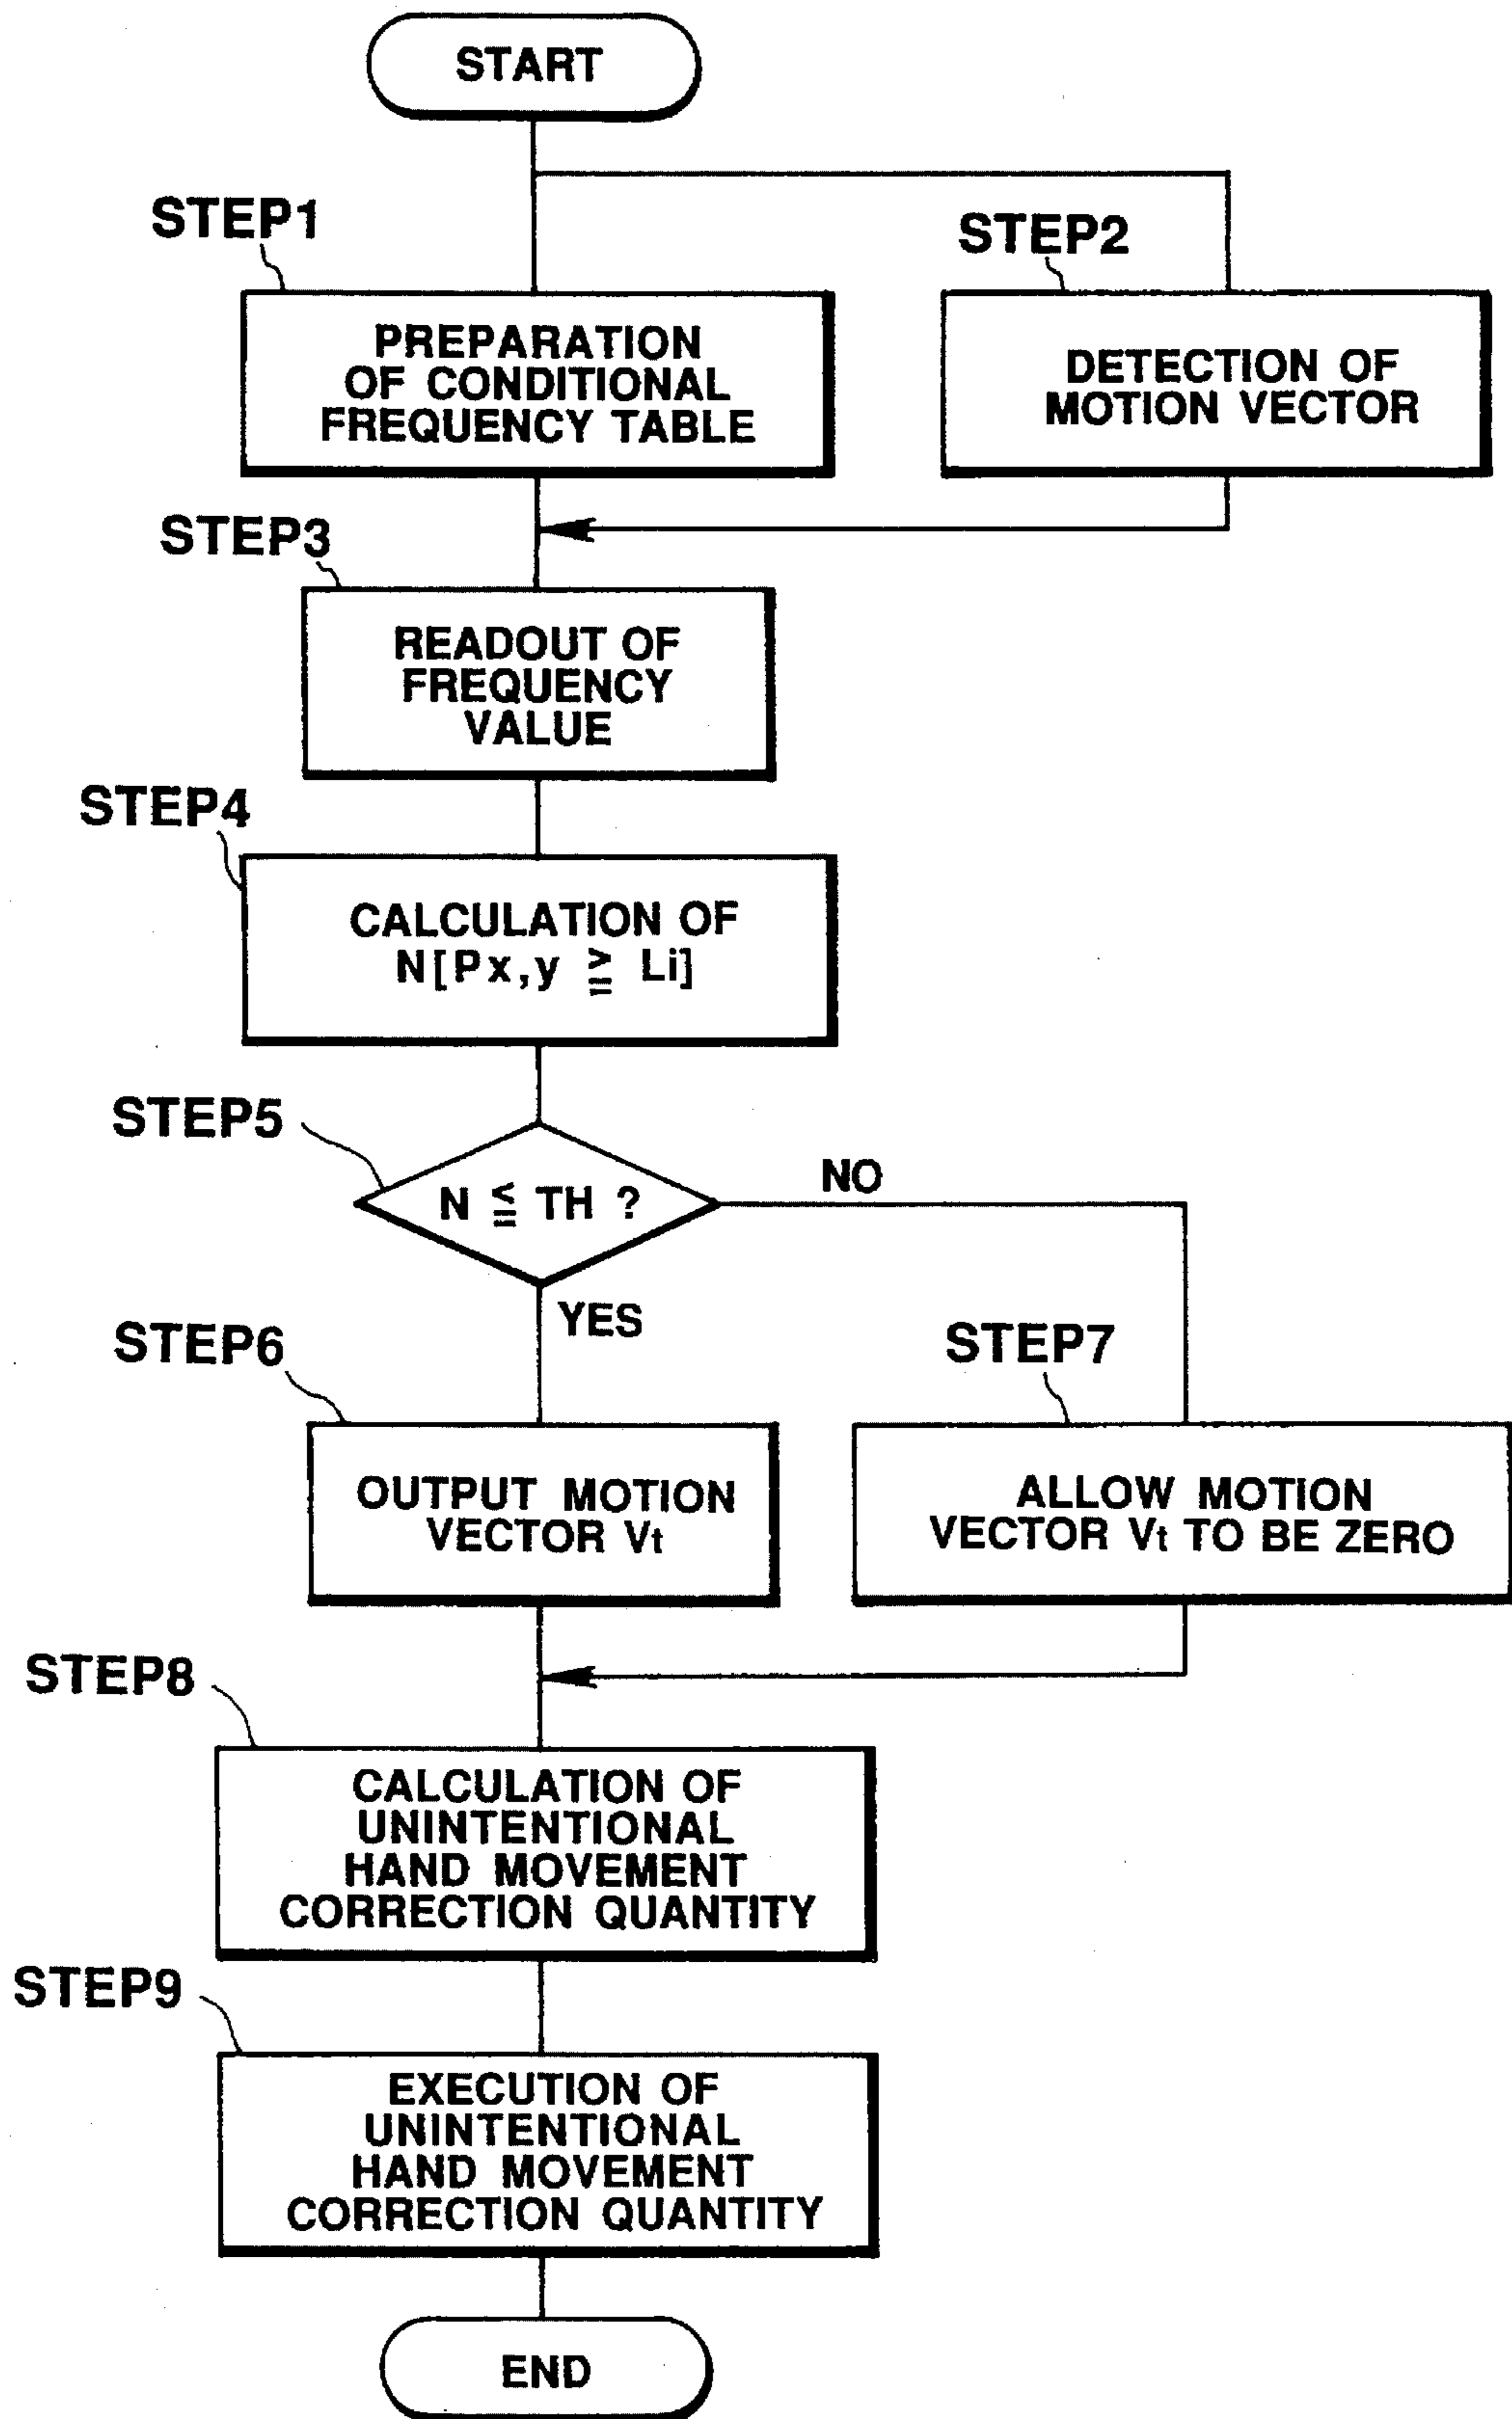 START
STEP1
STEP2
PREPARATION
OF CONDITIONAL
FREQUENCY TABLE
DETECTION OF
MOTION VECTOR
STEP3
READOUT OF
FREQUENCY
VALUE
STEP4
CALCULATION OF
N[Px,y ≧ Li]
STEP5
N ≦ TH ?
NO
YES
STEP6
STEP7
OUTPUT MOTION
VECTOR Vt
ALLOW MOTION
VECTOR Vt TO BE ZERO
STEP8
CALCULATION OF
UNINTENTIONAL
HAND MOVEMENT
CORRECTION QUANTITY
STEP9
EXECUTION OF
UNINTENTIONAL
HAND MOVEMENT
CORRECTION QUANTITY
END